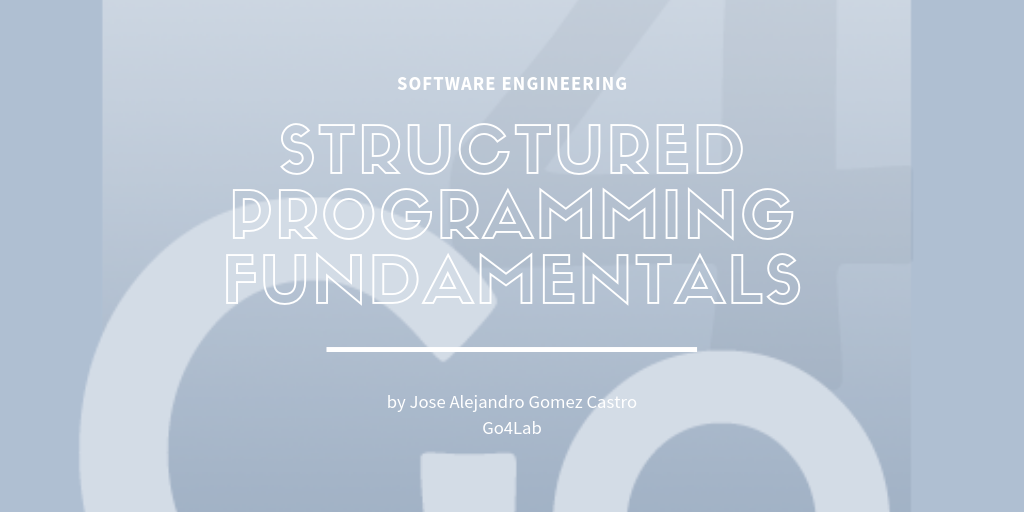 SOFTWARE ENGINEERING
STRUCTURED
PROGRAMMING
FUNDAMENTALS
by Jose Alejandro Gomez Castro
Go4Lab